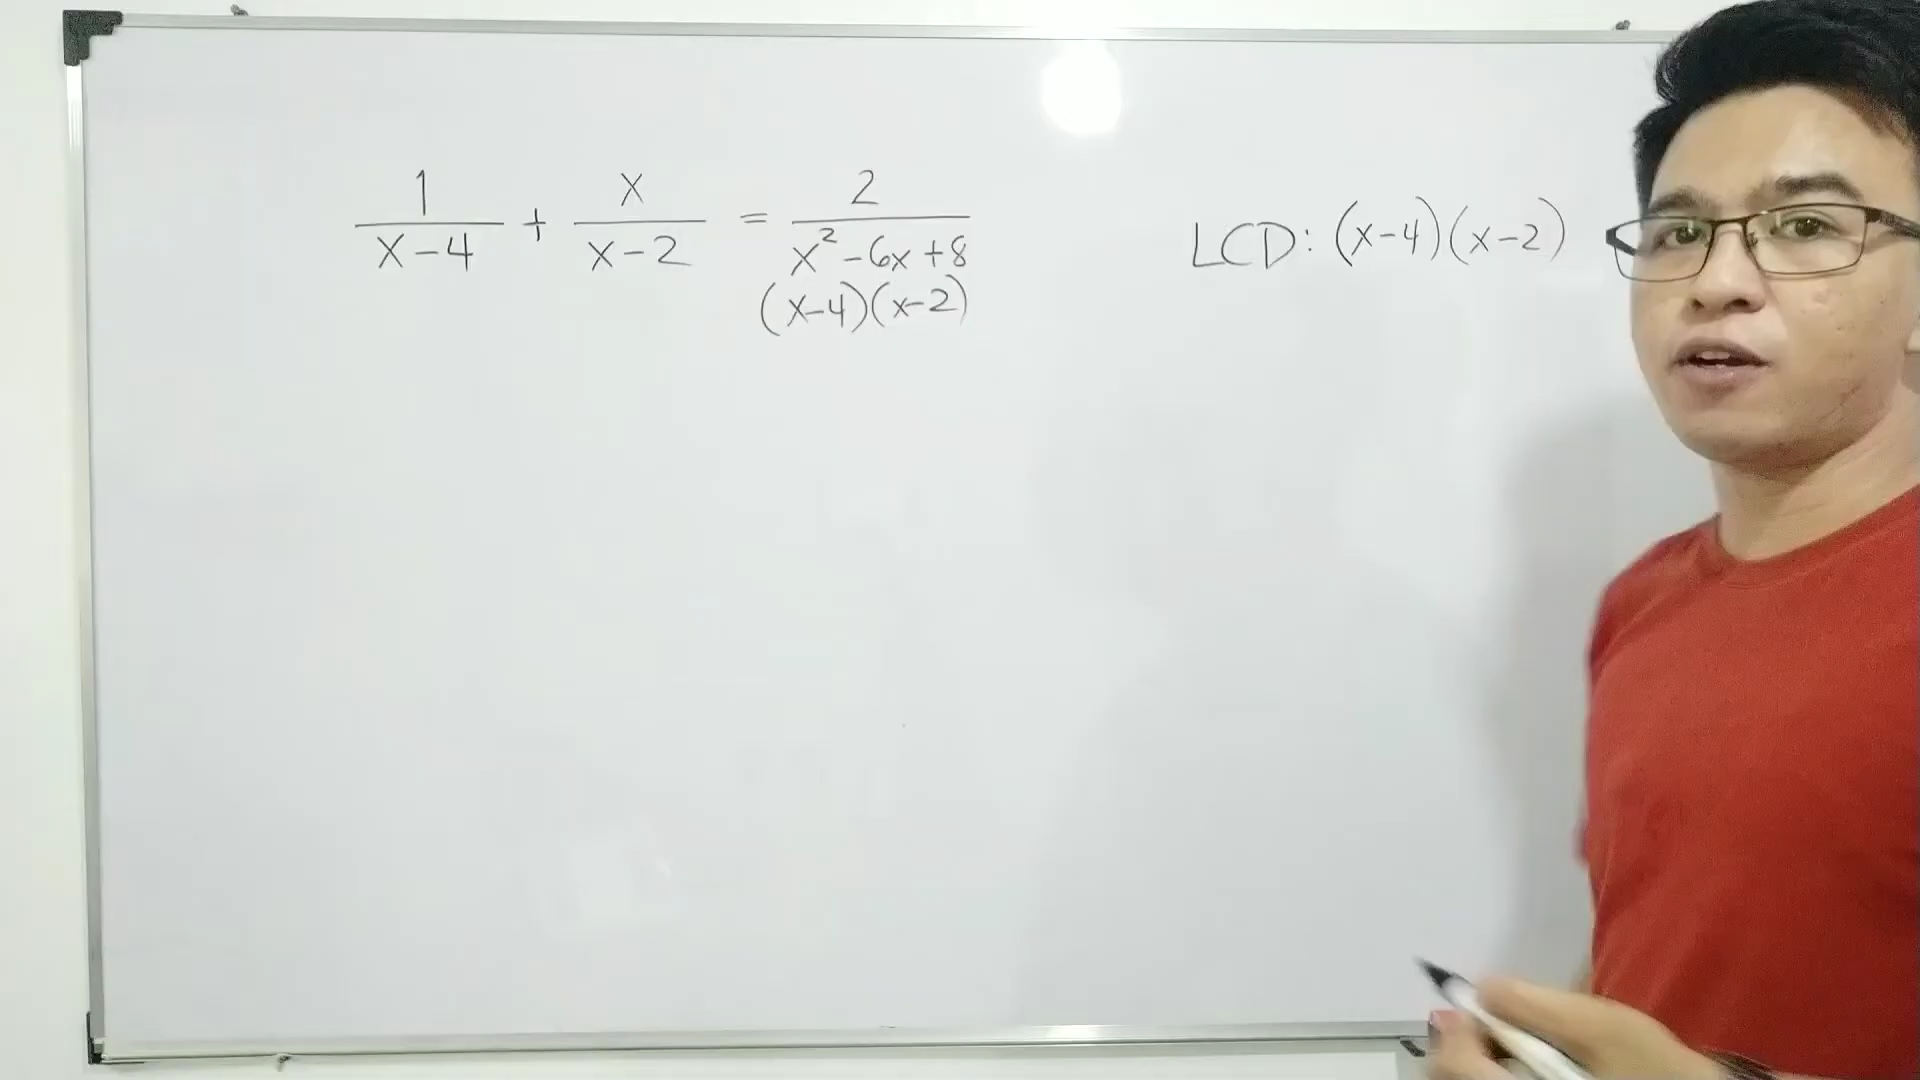 1/(x-4) + x/(x-2) = 2/(x²-6x+8)
(x-4)(x-2)
LCD: (x-4)(x-2)